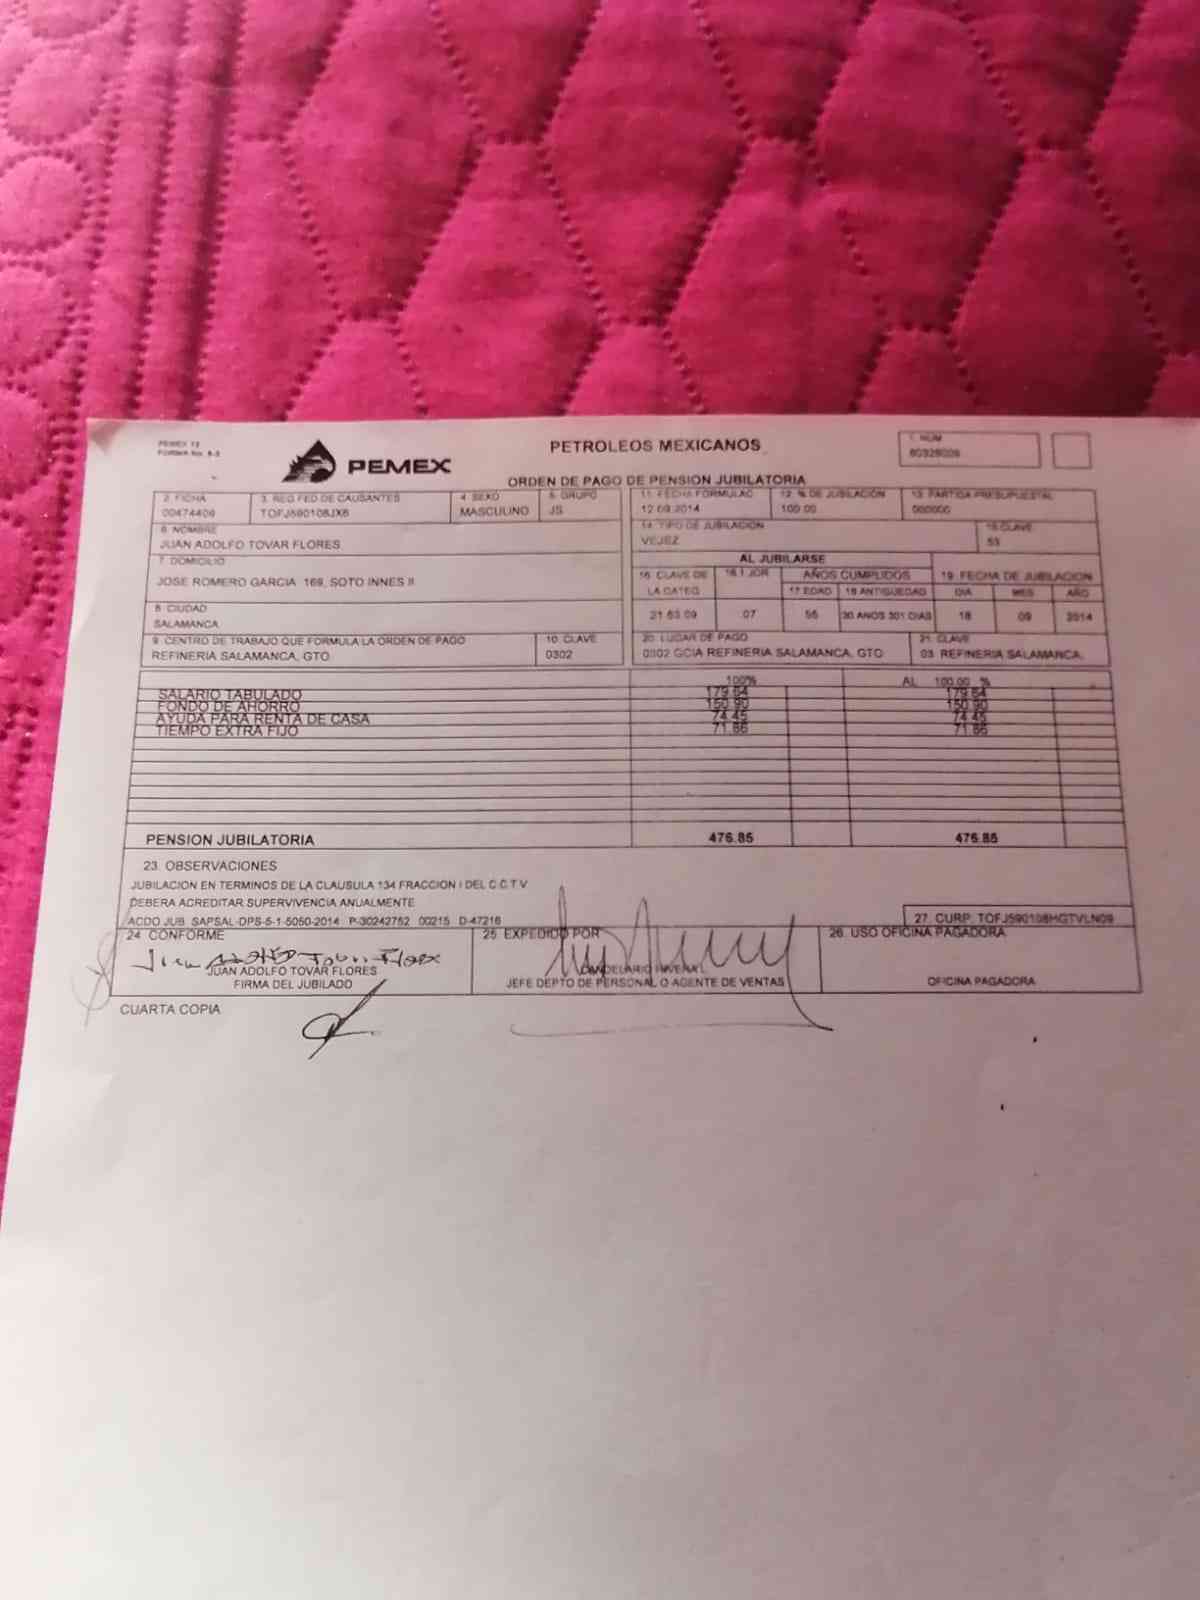 PEMEX 13
FORMA No. 6-3
PEMEX
PETROLEOS MEXICANOS
ORDEN DE PAGO DE PENSION JUBILATORIA
1. NUM
2. FICHA
00474409
3. REG.FED.DE CAUSANTES
TOFJ590108JX6
4. SEXO
MASCULINO
5. GRUPO
JS
11. FECHA FORMULAC
12.09.2014
12. % DE JUBILACIÓN
100.00
13. PARTIDA PRESUPUESTAL
000000
6. NOMBRE
JUAN ADOLFO TOVAR FLORES
14. TIPO DE JUBILACION
VEJEZ
15.CLAVE
53
7. DOMICILIO
JOSE ROMERO GARCIA 169, SOTO INNES II
AL JUBILARSE
16. CLAVE DE
LA CATEG.
16.1 JOR
AÑOS CUMPLIDOS
17.EDAD
18.ANTIGUEDAD
19. FECHA DE JUBILACION
DIA
MES
AÑO
21.63.09
07
55
30 AÑOS 301 DIAS
18
09
2014
8. CIUDAD
SALAMANCA
9. CENTRO DE TRABAJO QUE FORMULA LA ORDEN DE PAGO
REFINERIA SALAMANCA, GTO.
10. CLAVE
0302
20. LUGAR DE PAGO
0302 GCIA REFINERIA SALAMANCA, GTO
21. CLAVE
03 REFINERIA SALAMANCA,
100%
AL 100.00 %
SALARIO TABULADO 179.64 179.64
FONDO DE AHORRO 150.90 150.90
AYUDA PARA RENTA DE CASA 74.45 74.45
TIEMPO EXTRA FIJO 71.86 71.86
PENSION JUBILATORIA 476.85 476.85
23. OBSERVACIONES
JUBILACION EN TERMINOS DE LA CLAUSULA 134 FRACCION I DEL C.C.T.V.
DEBERA ACREDITAR SUPERVIVENCIA ANUALMENTE
ACDO JUB. SAPSAL-DPS-5-1-5050-2014 P-30242752 00215 D-47216
27. CURP. TOFJ590108HGTVLN09
24. CONFORME
25. EXPEDIDO POR
26. USO OFICINA PAGADORA
JUAN ADOLFO TOVAR FLORES
FIRMA DEL JUBILADO
JEFE DEPTO DE PERSONAL O AGENTE DE VENTAS
OFICINA PAGADORA
CUARTA COPIA